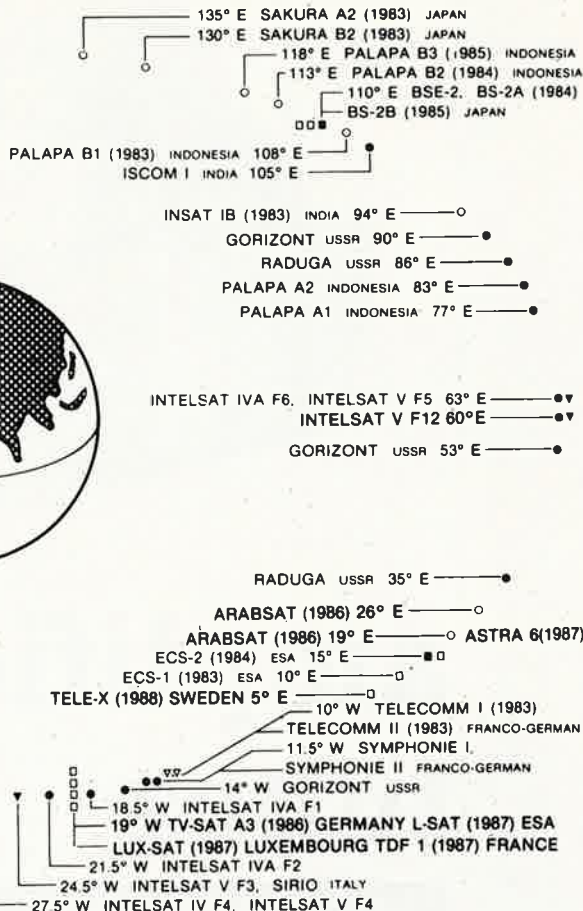 135° E SAKURA A2 (1983) JAPAN
130° E SAKURA B2 (1983) JAPAN
118° E PALAPA B3 (1985) INDONESIA
113° E PALAPA B2 (1984) INDONESIA
110° E BSE-2, BS-2A (1984)
BS-2B (1985) JAPAN
PALAPA B1 (1983) INDONESIA 108° E
ISCOM I INDIA 105° E
INSAT IB (1983) INDIA 94° E
GORIZONT USSR 90° E
RADUGA USSR 86° E
PALAPA A2 INDONESIA 83° E
PALAPA A1 INDONESIA 77° E
INTELSAT IVA F6, INTELSAT V F5 63° E
INTELSAT V F12 60°E
GORIZONT USSR 53° E
RADUGA USSR 35° E
ARABSAT (1986) 26° E
ARABSAT (1986) 19° E ASTRA 6(1987)
ECS-2 (1984) ESA 15° E
ECS-1 (1983) ESA 10° E
TELE-X (1988) SWEDEN 5° E
10° W TELECOMM I (1983)
TELECOMM II (1983) FRANCO-GERMAN
11.5° W SYMPHONIE I,
SYMPHONIE II FRANCO-GERMAN
14° W GORIZONT USSR
18.5° W INTELSAT IVA F1
19° W TV-SAT A3 (1986) GERMANY L-SAT (1987) ESA
LUX-SAT (1987) LUXEMBOURG TDF 1 (1987) FRANCE
21.5° W INTELSAT IVA F2
24.5° W INTELSAT V F3, SIRIO ITALY
27.5° W INTELSAT IV F4, INTELSAT V F4